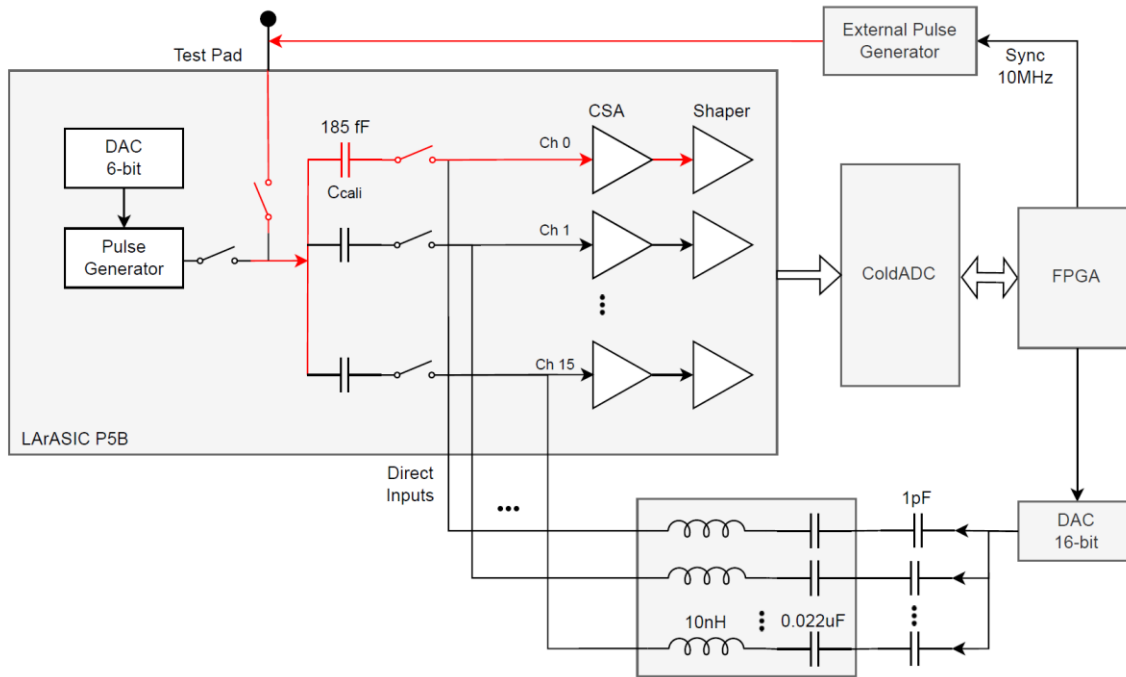 External Pulse
Generator
Sync
10MHz
Test Pad
DAC
6-bit
Pulse
Generator
185 fF
Ccali
CSA
Shaper
Ch 0
Ch 1
Ch 15
LArASIC P5B
ColdADC
FPGA
Direct
Inputs
1pF
DAC
16-bit
10nH
0.022uF